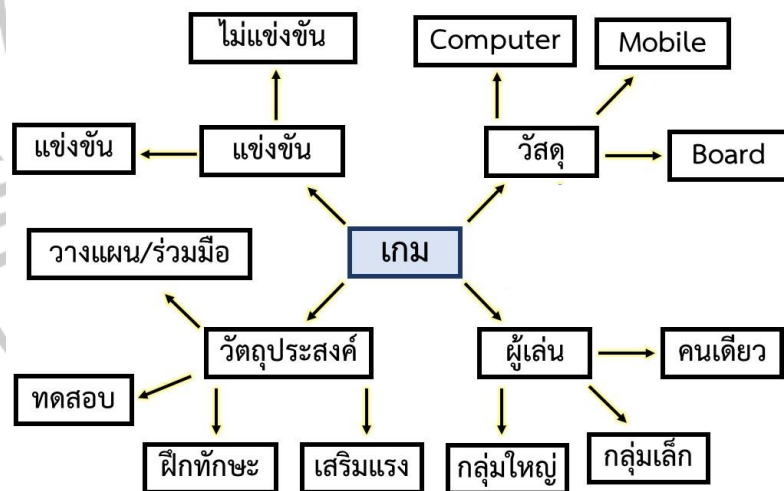 ไม่แข่งขัน
Computer
Mobile
แข่งขัน
แข่งขัน
วัสดุ
Board
วางแผน/ร่วมมือ
เกม
วัตถุประสงค์
ผู้เล่น
คนเดียว
ทดสอบ
ฝึกทักษะ
เสริมแรง
กลุ่มใหญ่
กลุ่มเล็ก